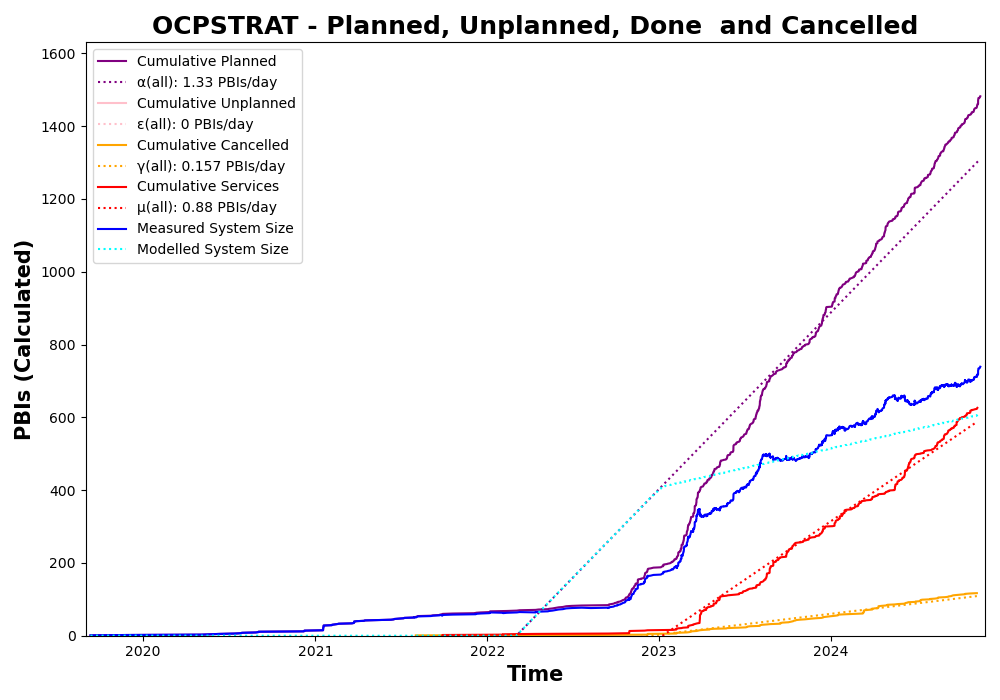 OCPSTRAT - Planned, Unplanned, Done  and Cancelled
PBIs (Calculated)
1600
1400
1200
1000
800
600
400
200
0
Cumulative Planned
α(all): 1.33 PBIs/day
Cumulative Unplanned
ε(all): 0 PBIs/day
Cumulative Cancelled
γ(all): 0.157 PBIs/day
Cumulative Services
μ(all): 0.88 PBIs/day
Measured System Size
Modelled System Size
2020 2021 2022 2023 2024
Time